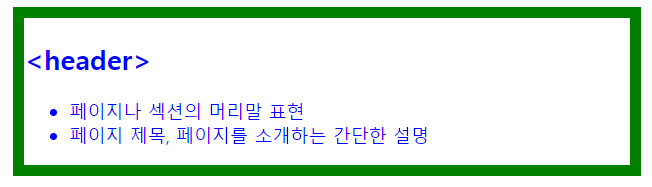 <header>
페이지나 섹션의 머리말 표현
페이지 제목, 페이지를 소개하는 간단한 설명